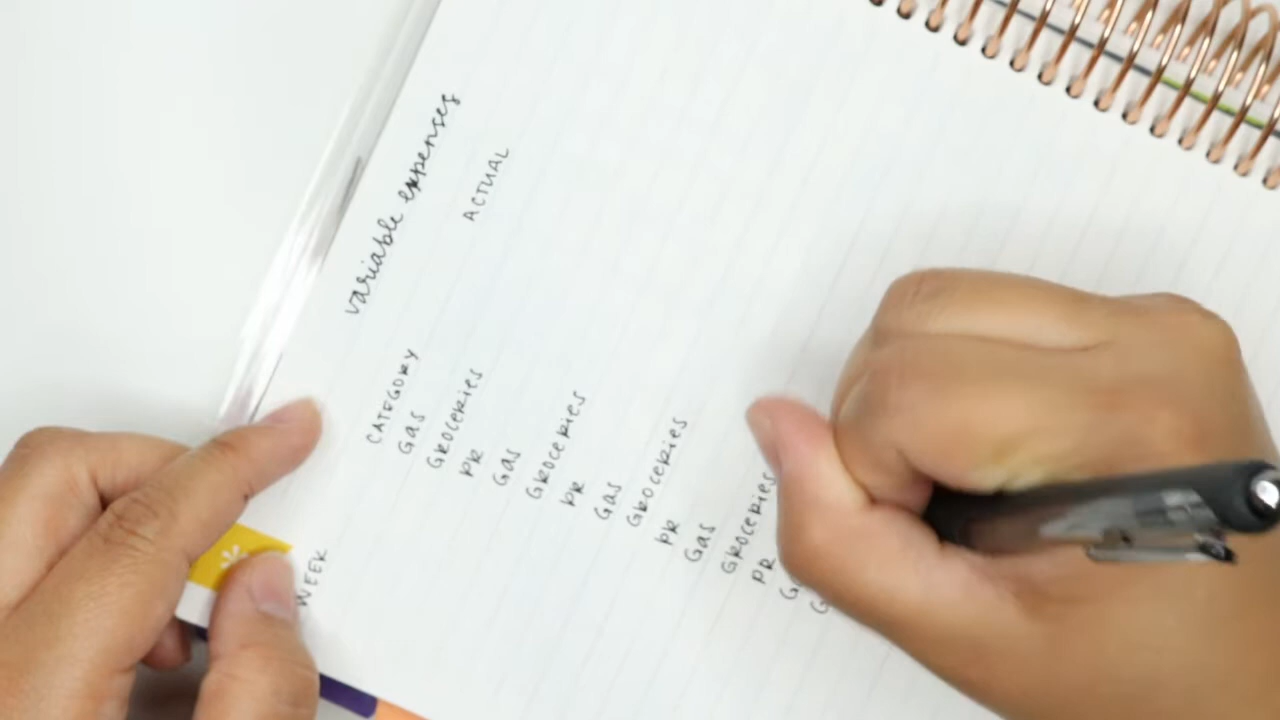 variable expenses
WEEK CATEGORY ACTUAL
Gas
Groceries
PR
Gas
Groceries
PR
Gas
Groceries
PR
Gas
Groceries
PR